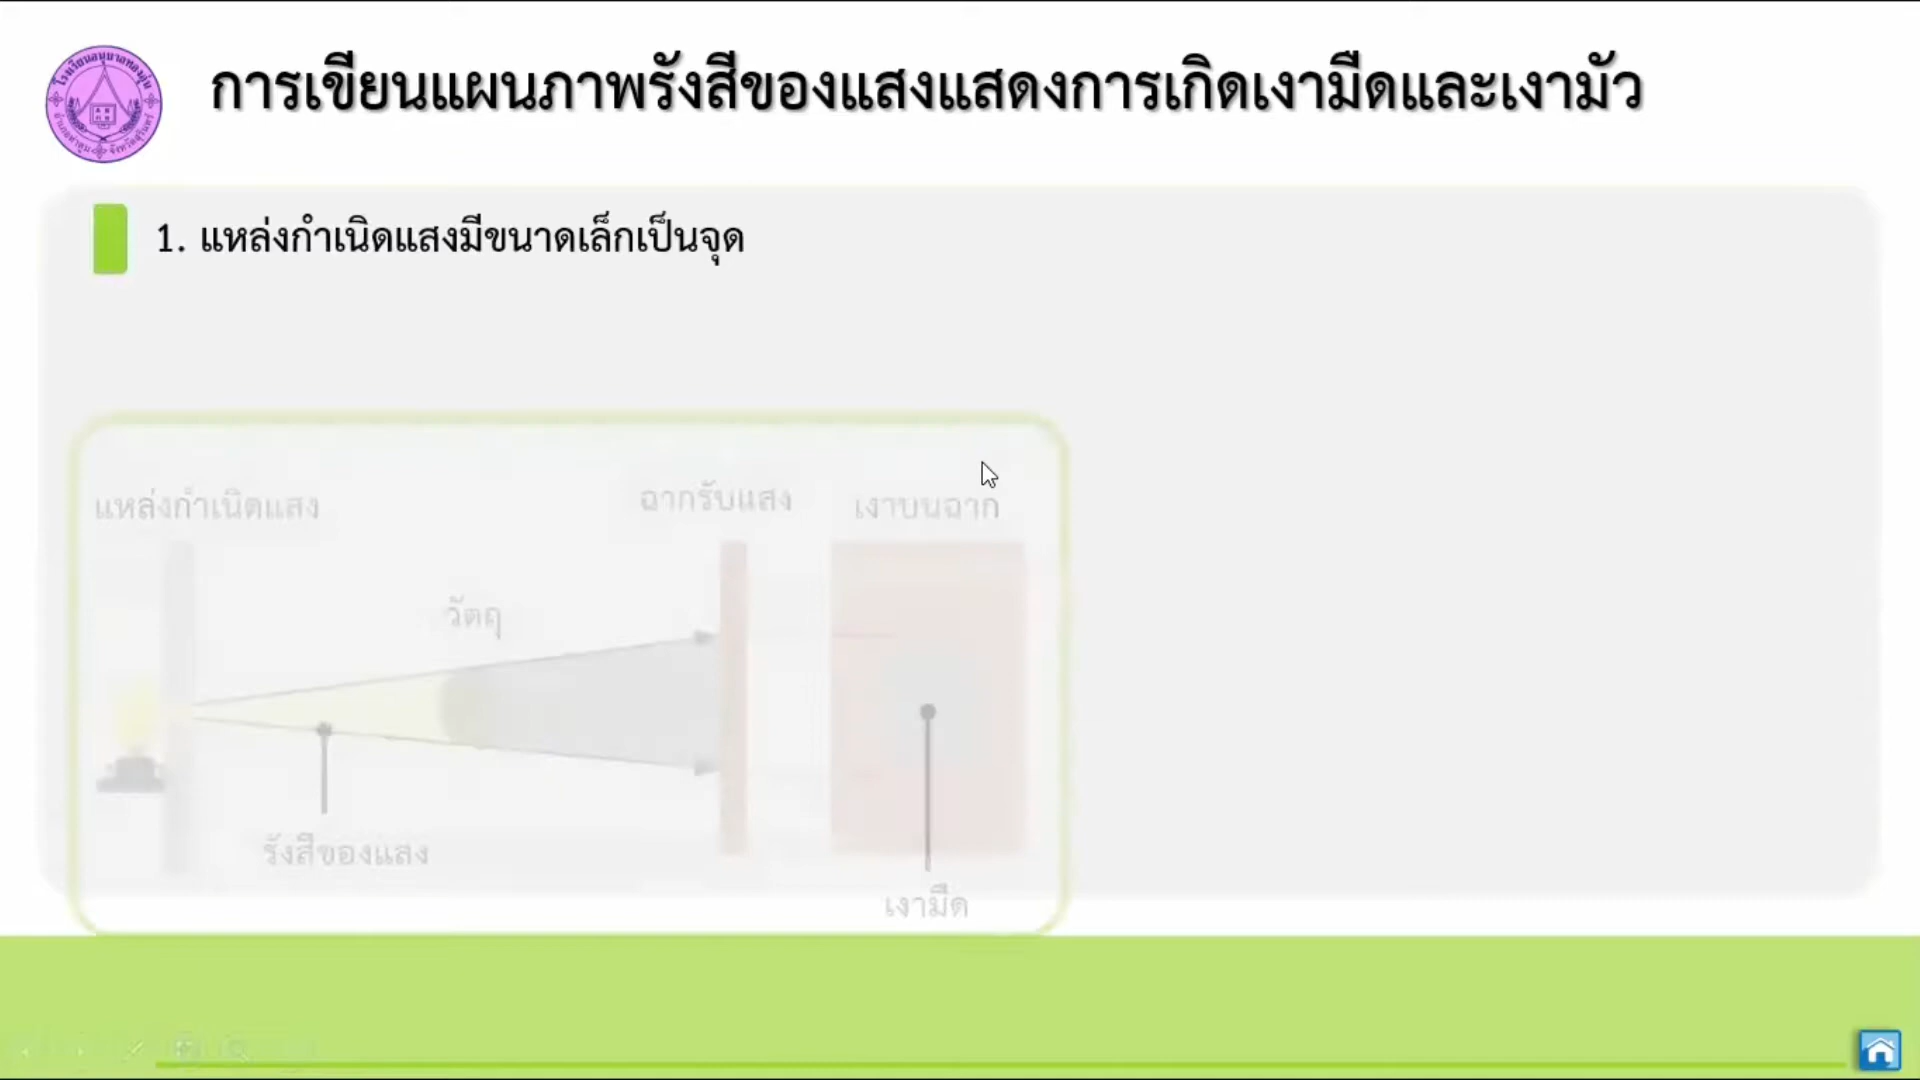 การเขียนแผนภาพรังสีของแสงแสดงการเกิดเงามืดและเงามัว
1. แหล่งกำเนิดแสงมีขนาดเล็กเป็นจุด
แหล่งกำเนิดแสง
ฉากรับแสง
เงาบนฉาก
วัตถุ
รังสีของแสง
เงามืด